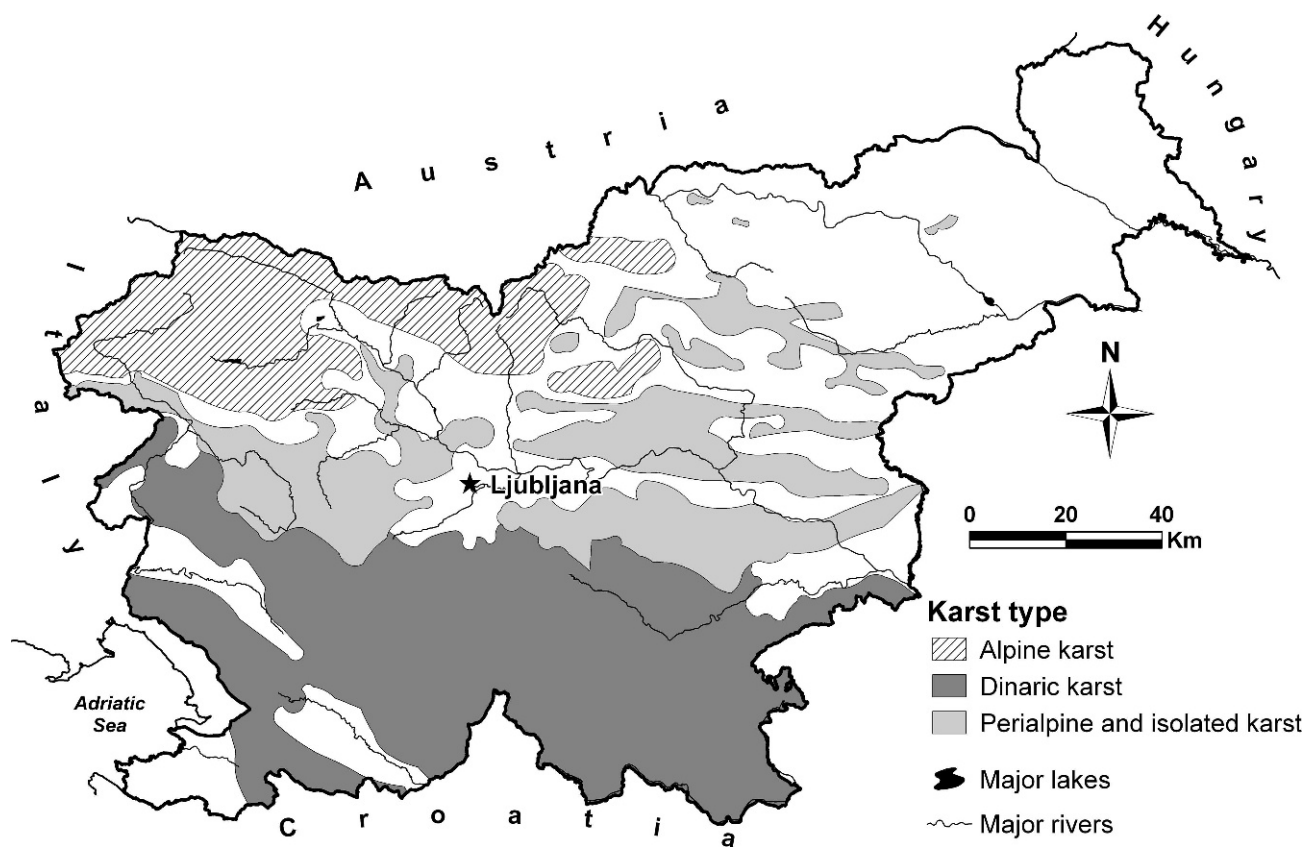 Hungary
Austria
Italy
N
Ljubljana
0 20 40
Km
Karst type
Alpine karst
Dinaric karst
Perialpine and isolated karst
Adriatic
Sea
Major lakes
Major rivers
Croatia